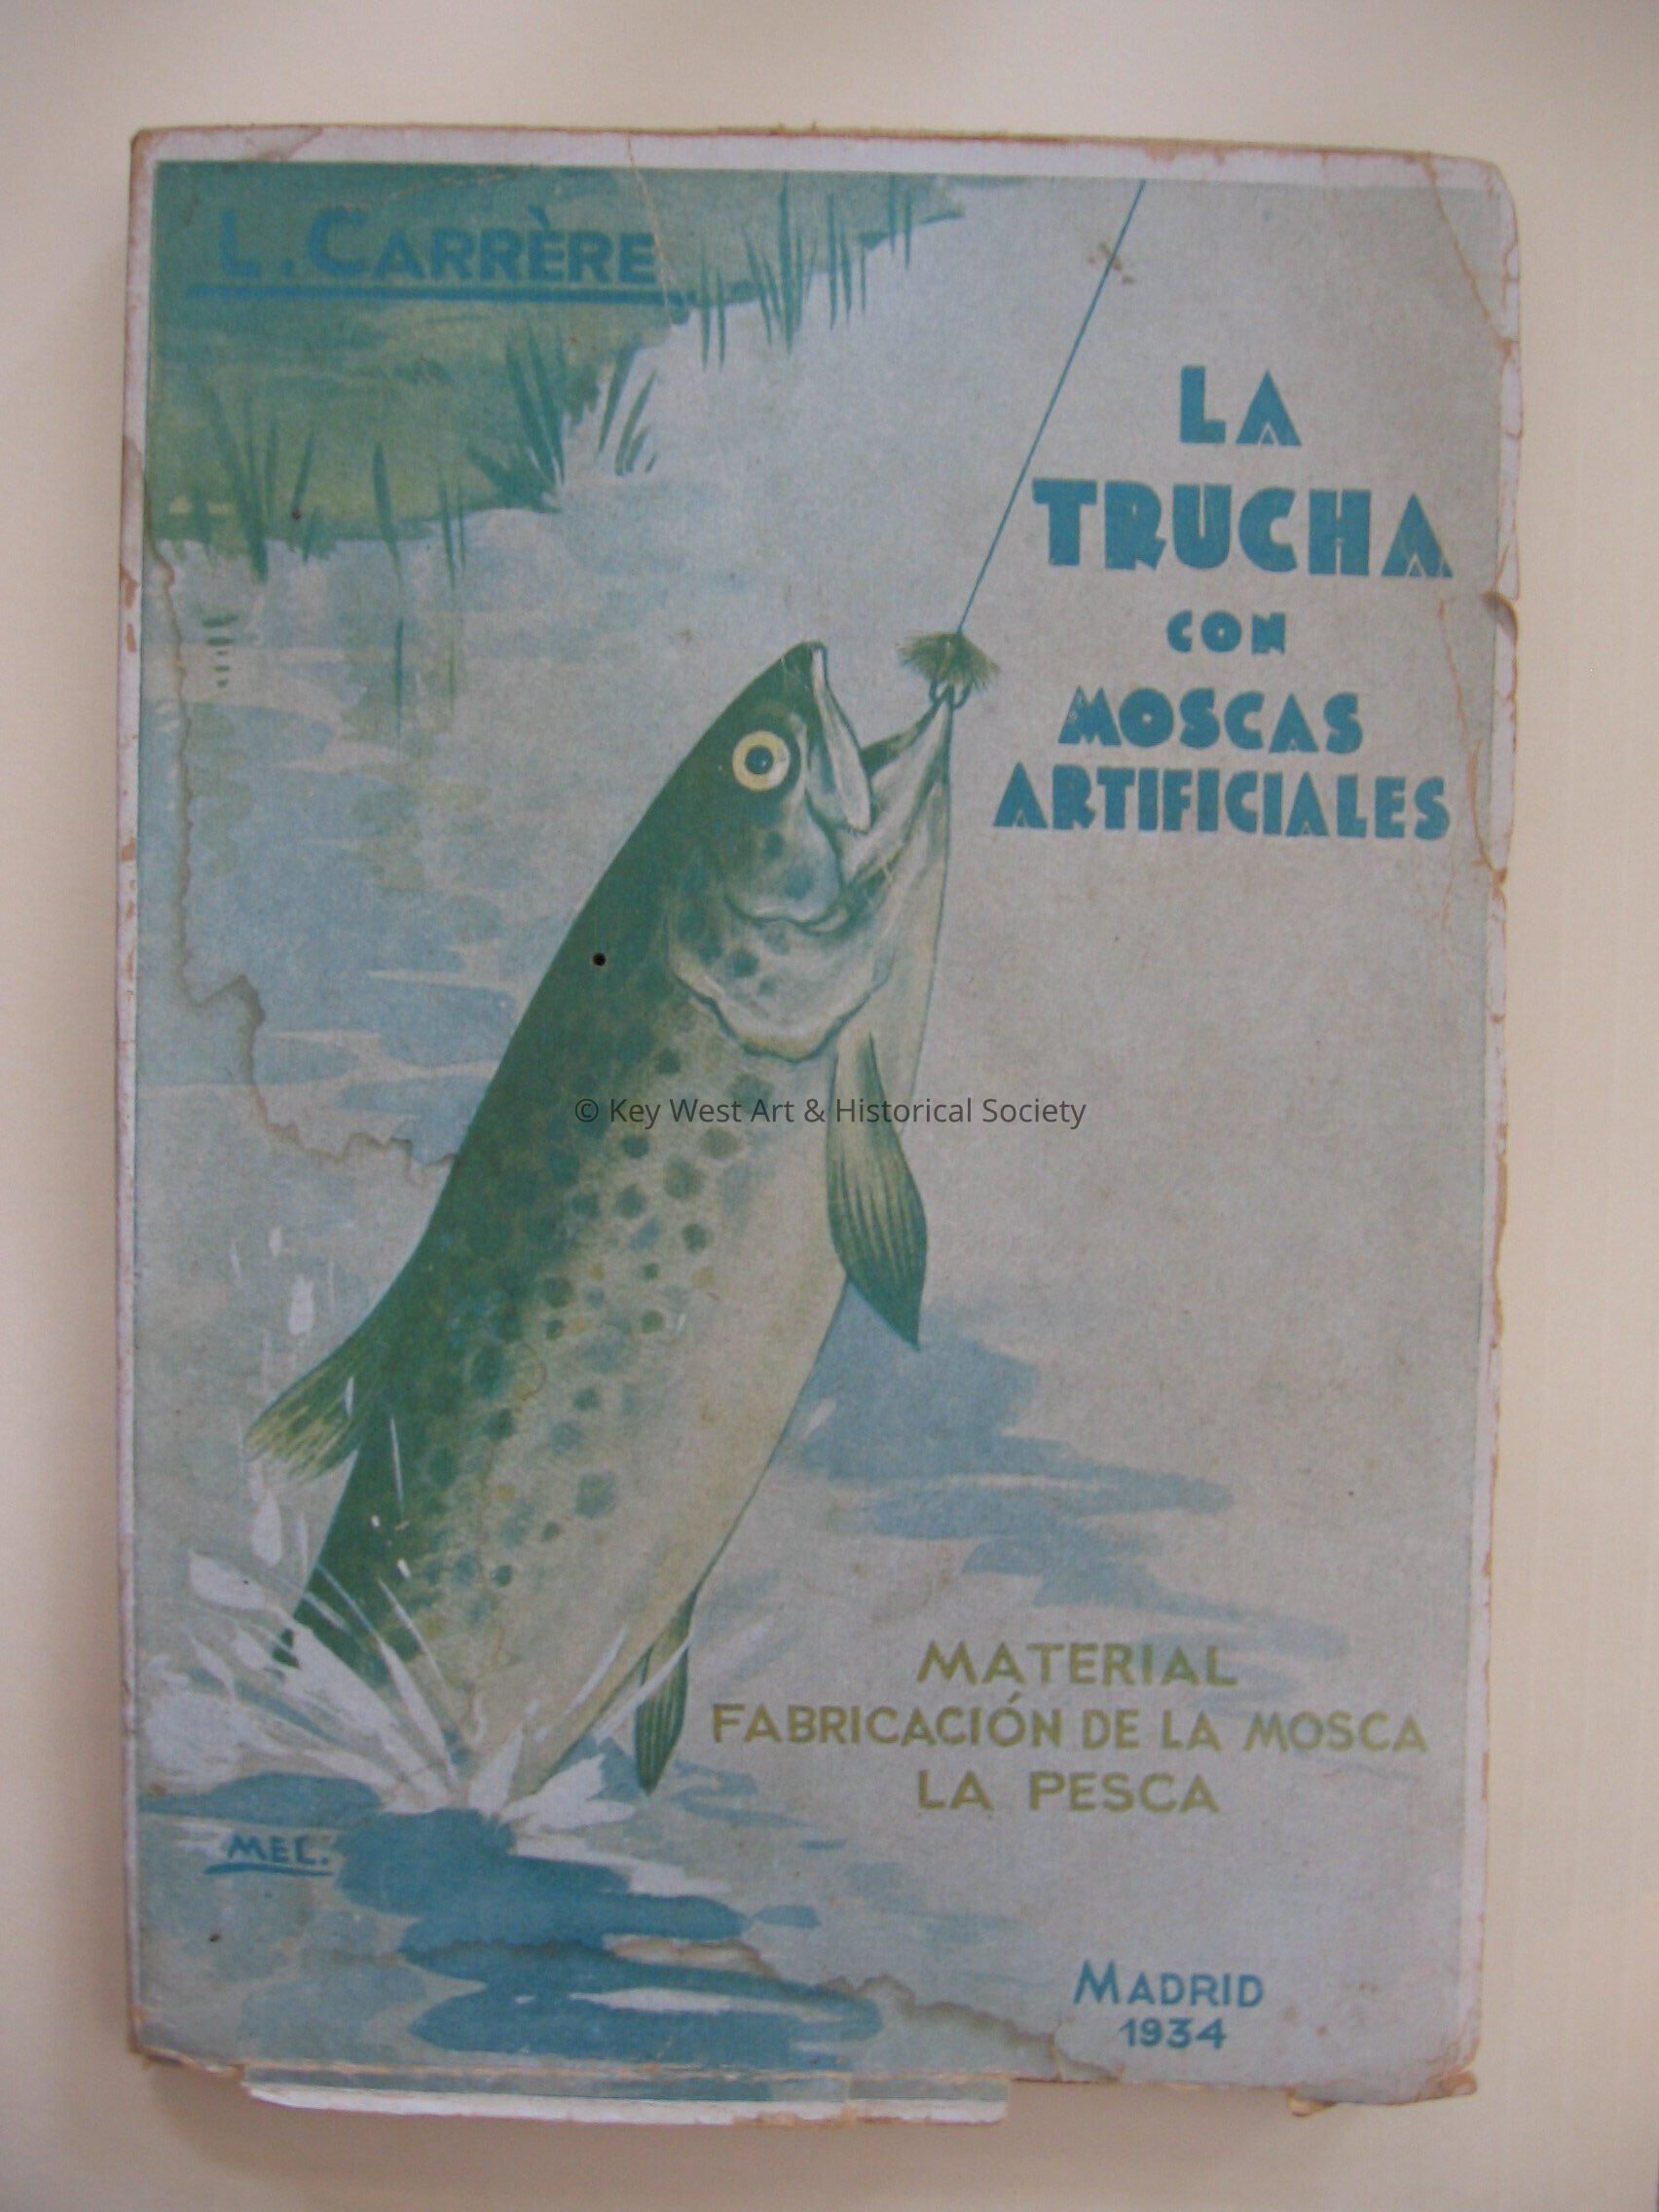 L. CARRÈRE
LA
TRUCHA
CON
MOSCAS
ARTIFICIALES
© Key West Art & Historical Society
MATERIAL
FABRICACIÓN DE LA MOSCA
LA PESCA
MEL.
MADRID
1934